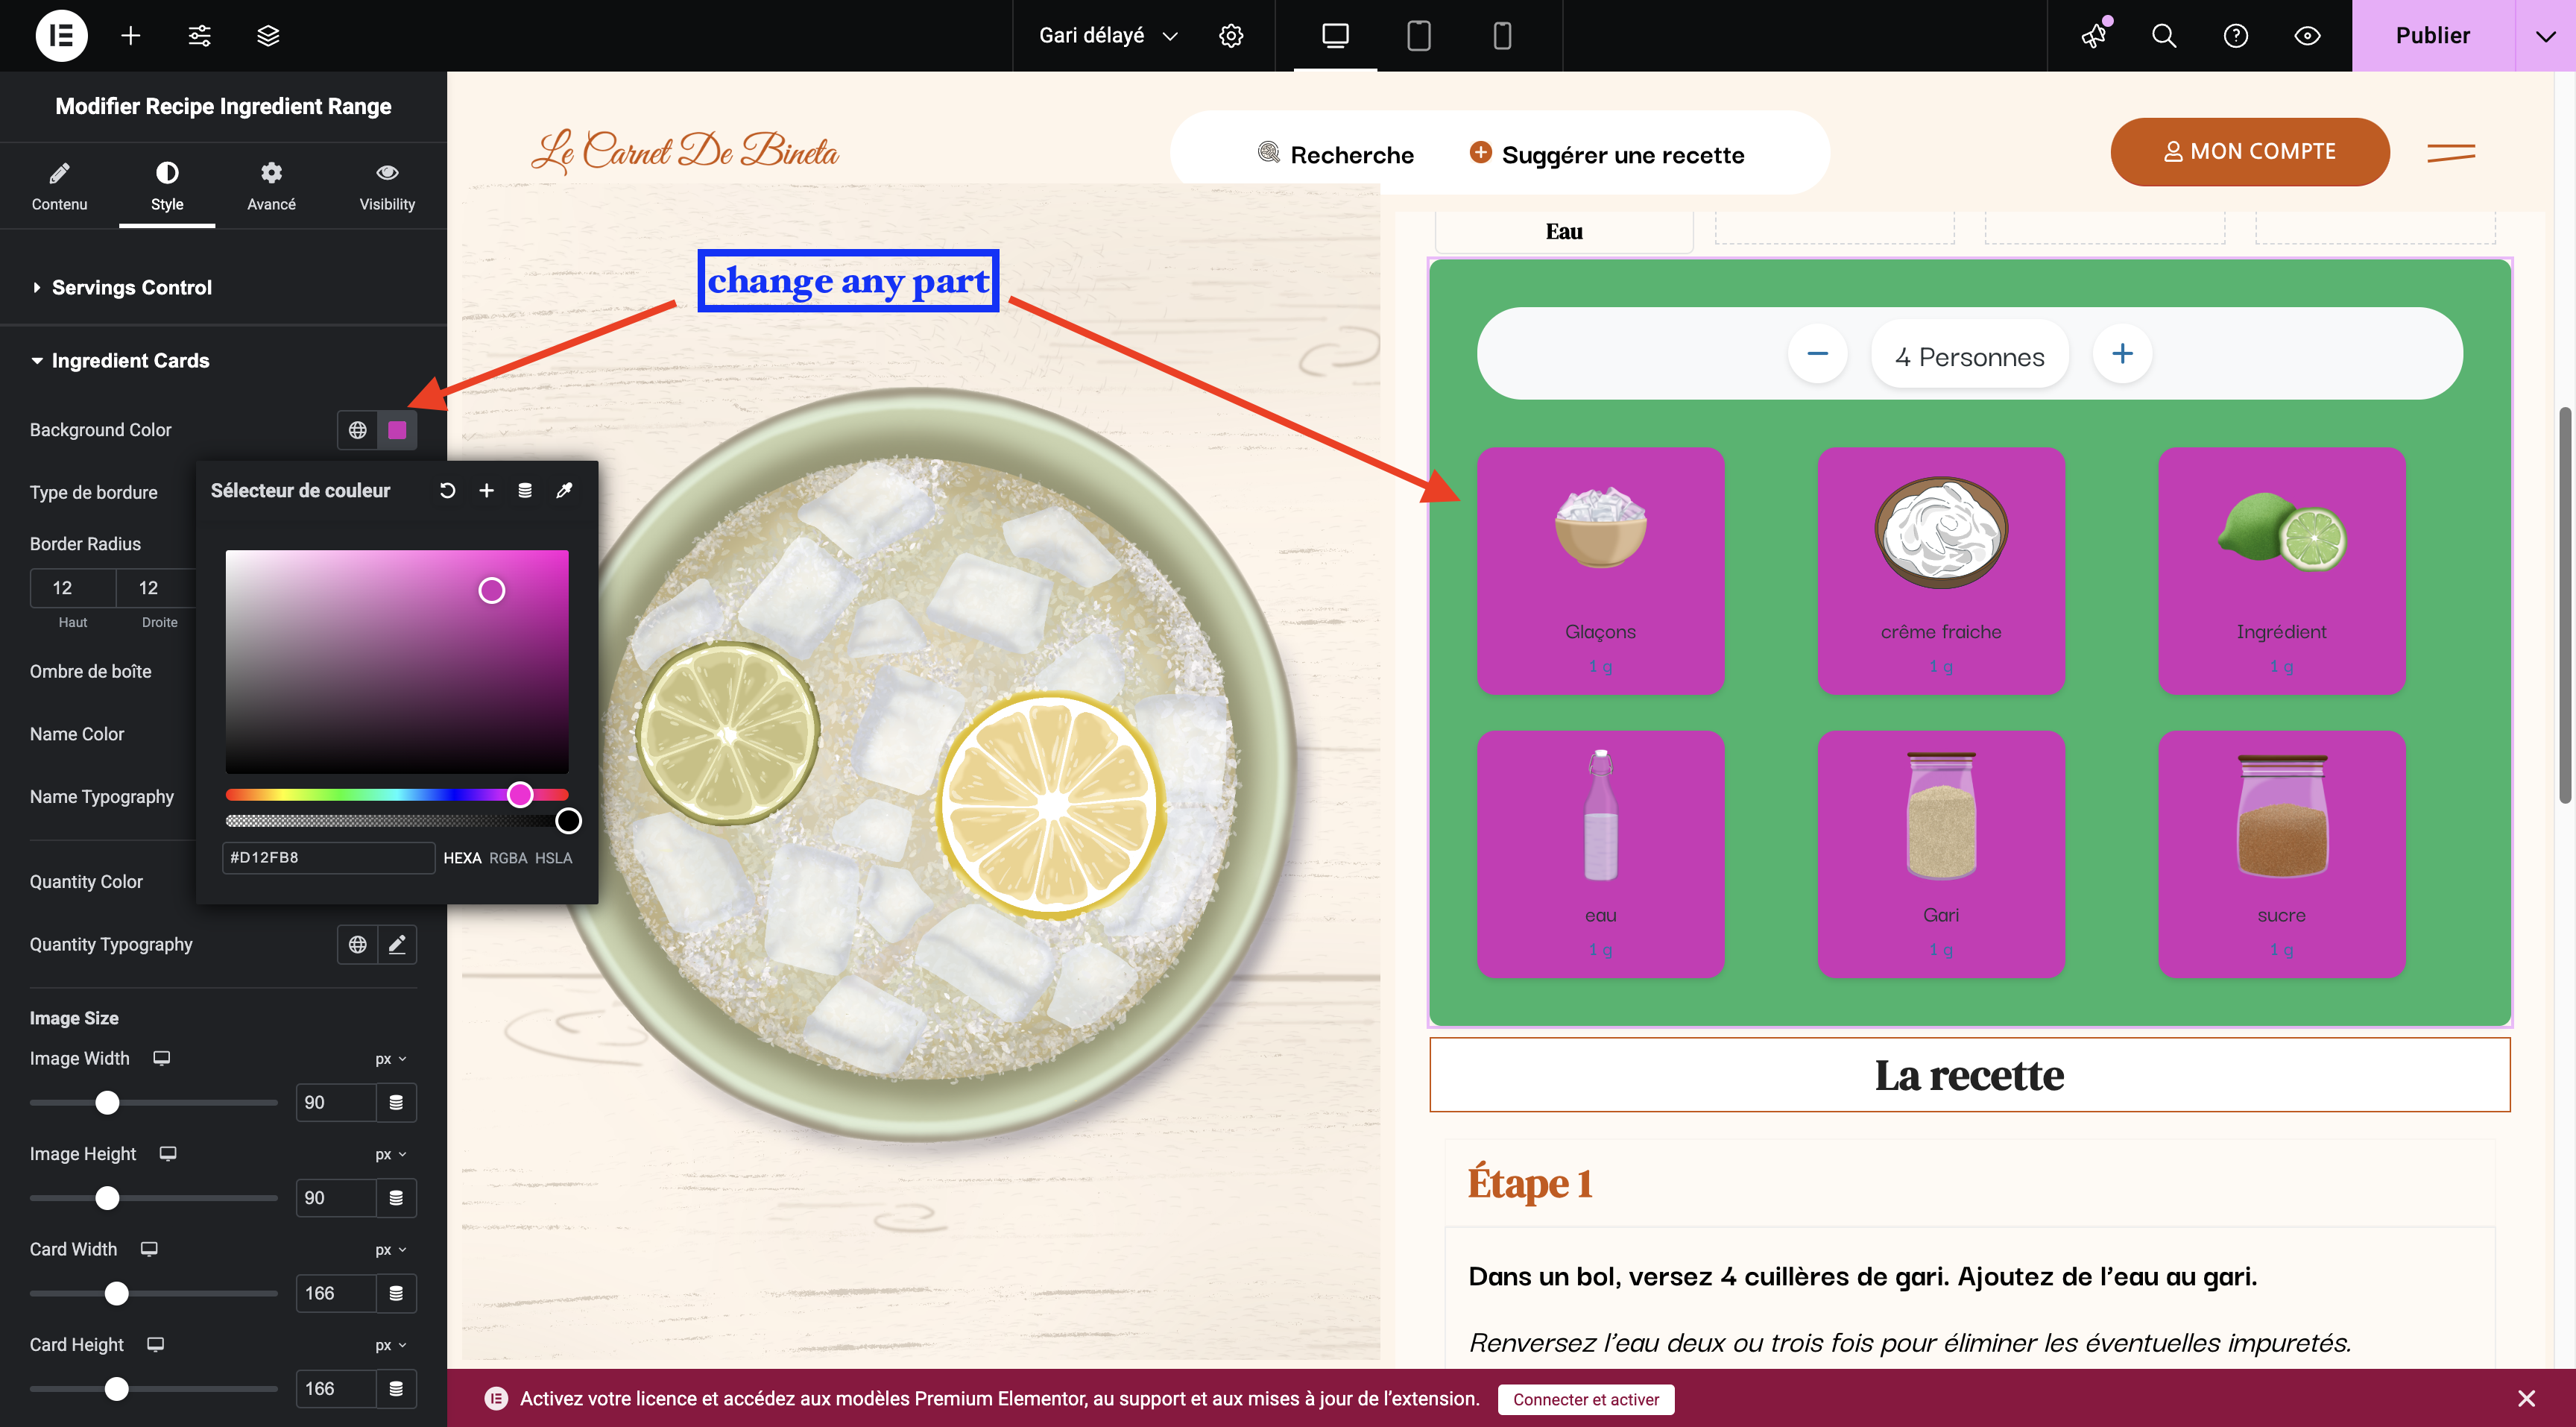 Gari délayé
Publier
Modifier Recipe Ingredient Range
Contenu
Style
Avancé
Visibility
Servings Control
Ingredient Cards
Background Color
Type de bordure
Border Radius
12
12
Haut
Droite
Ombre de boîte
Name Color
Name Typography
Quantity Color
Quantity Typography
Image Size
Image Width
px
90
Image Height
px
90
Card Width
px
166
Card Height
px
166
Sélecteur de couleur
#D12FB8
HEXA RGBA HSLA
Le Carnet De Bineta
Recherche
Suggérer une recette
MON COMPTE
change any part
Eau
4 Personnes
Glaçons
1 g
crême fraiche
1 g
Ingrédient
1 g
eau
1 g
Gari
1 g
sucre
1 g
La recette
Étape 1
Dans un bol, versez 4 cuillères de gari. Ajoutez de l’eau au gari.
Renversez l’eau deux ou trois fois pour éliminer les éventuelles impuretés.
Activez votre licence et accédez aux modèles Premium Elementor, au support et aux mises à jour de l’extension.
Connecter et activer